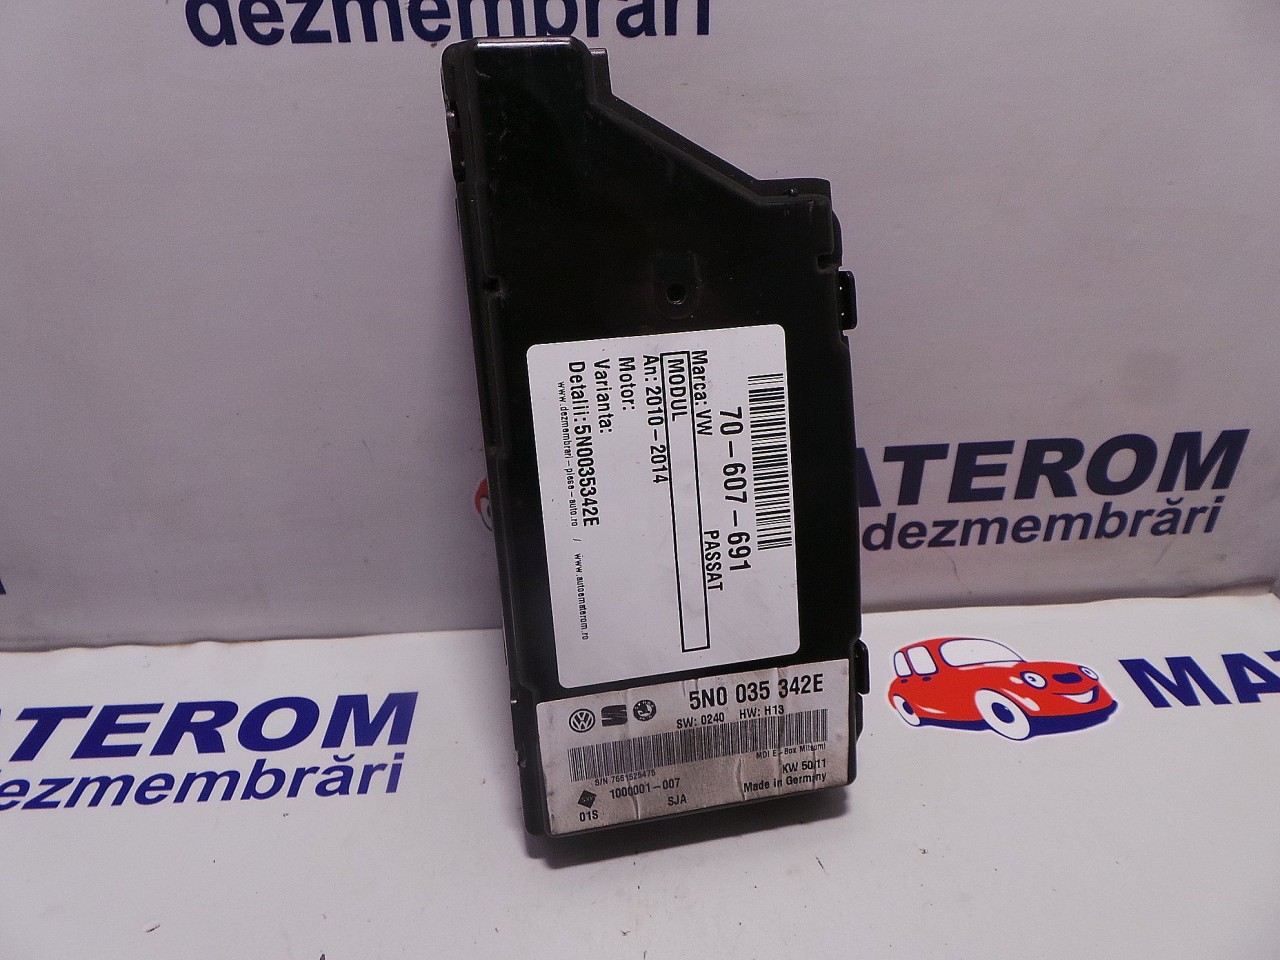 dezmembrări
70-607-691
Marca: VW PASSAT
MODUL
An: 2010-2014
Motor:
Varianta:
Detalii: 5N0035342E
www.dezmembrari-piese-auto.ro / www.autoematerom.ro
ATEROM
dezmembrări
5N0 035 342E
SW: 0240 HW: H13
MDI E-Box Mitsumi
S/N 7561525475
KW 50/11
1000001-007
Made in Germany
01S
SJA
ATEROM
dezmembrări
MA